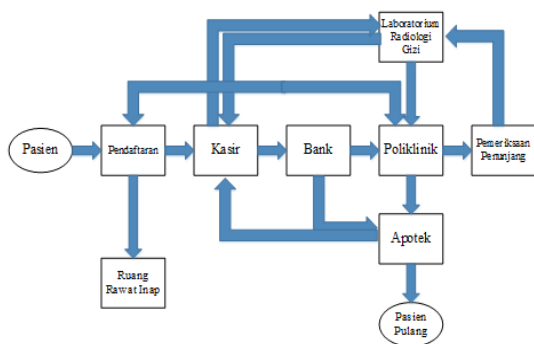 Laboratorium
Radiologi
Gizi
Pasien
Pendaftaran
Kasir
Bank
Poliklinik
Pemeriksaan
Penunjang
Apotek
Ruang
Rawat Inap
Pasien
Pulang